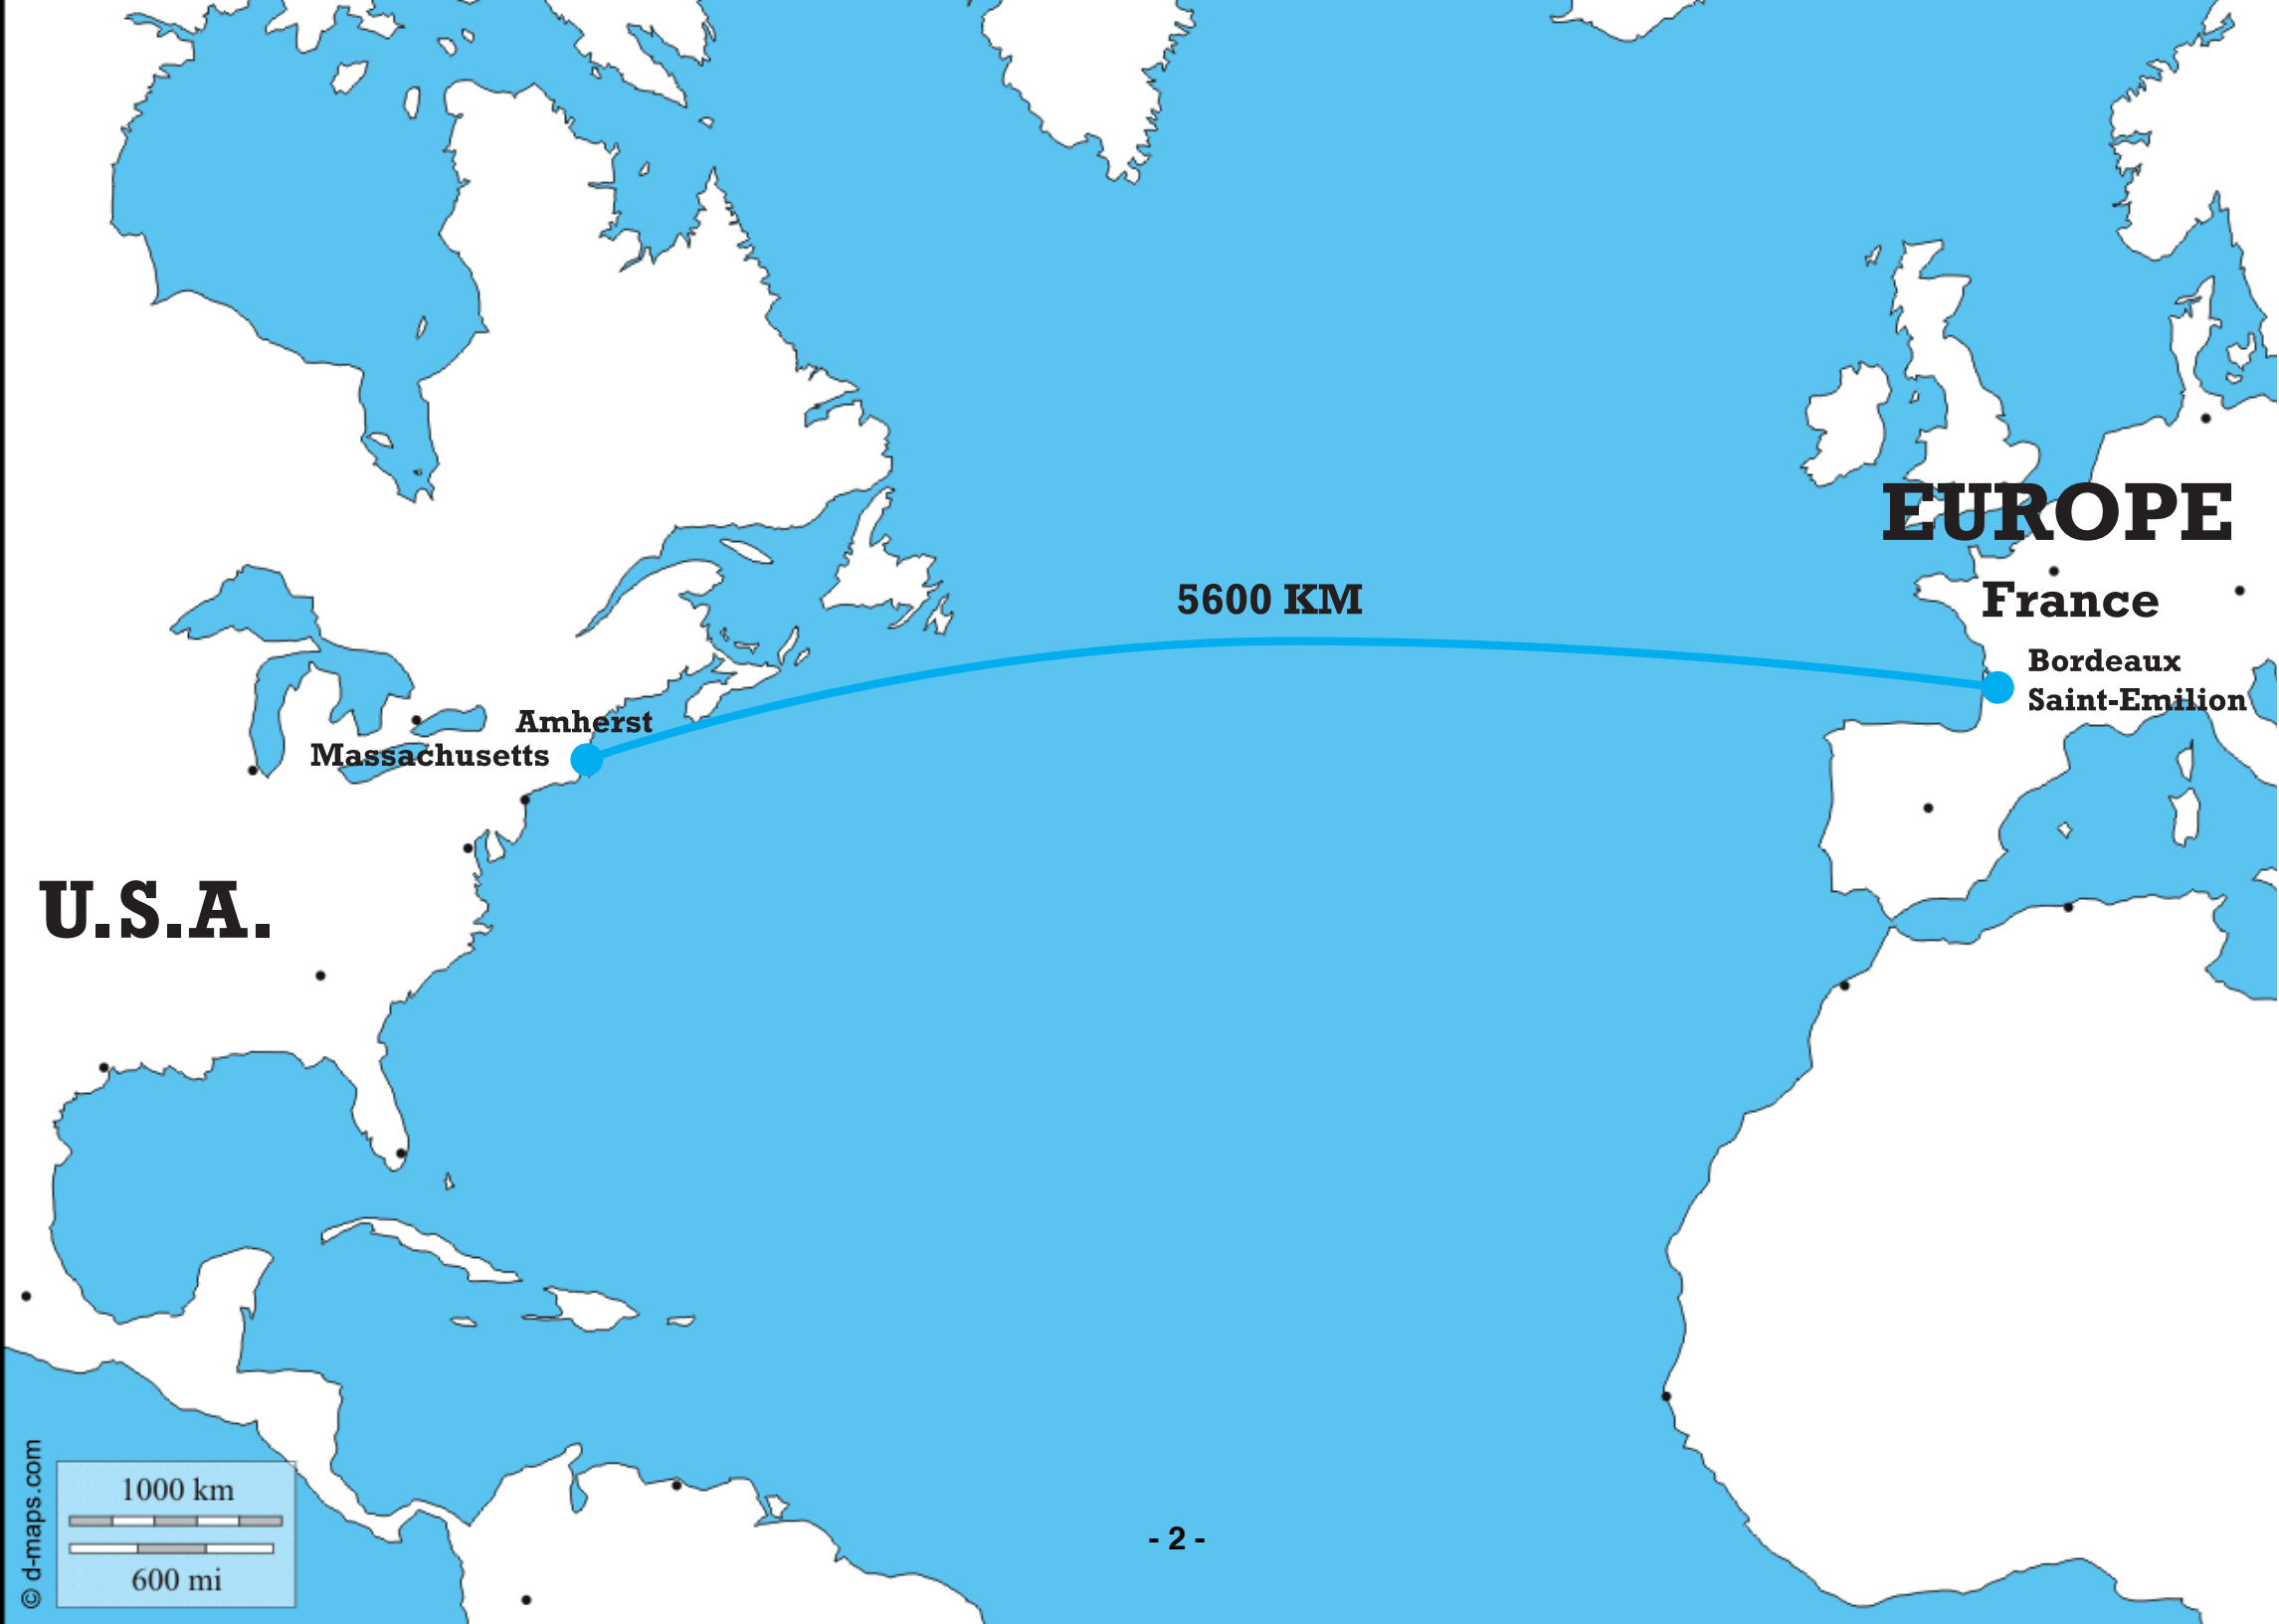 EUROPE
5600 KM
France
Bordeaux
Saint-Emilion
Amherst
Massachusetts
U.S.A.
© d-maps.com
1000 km
600 mi
- 2 -